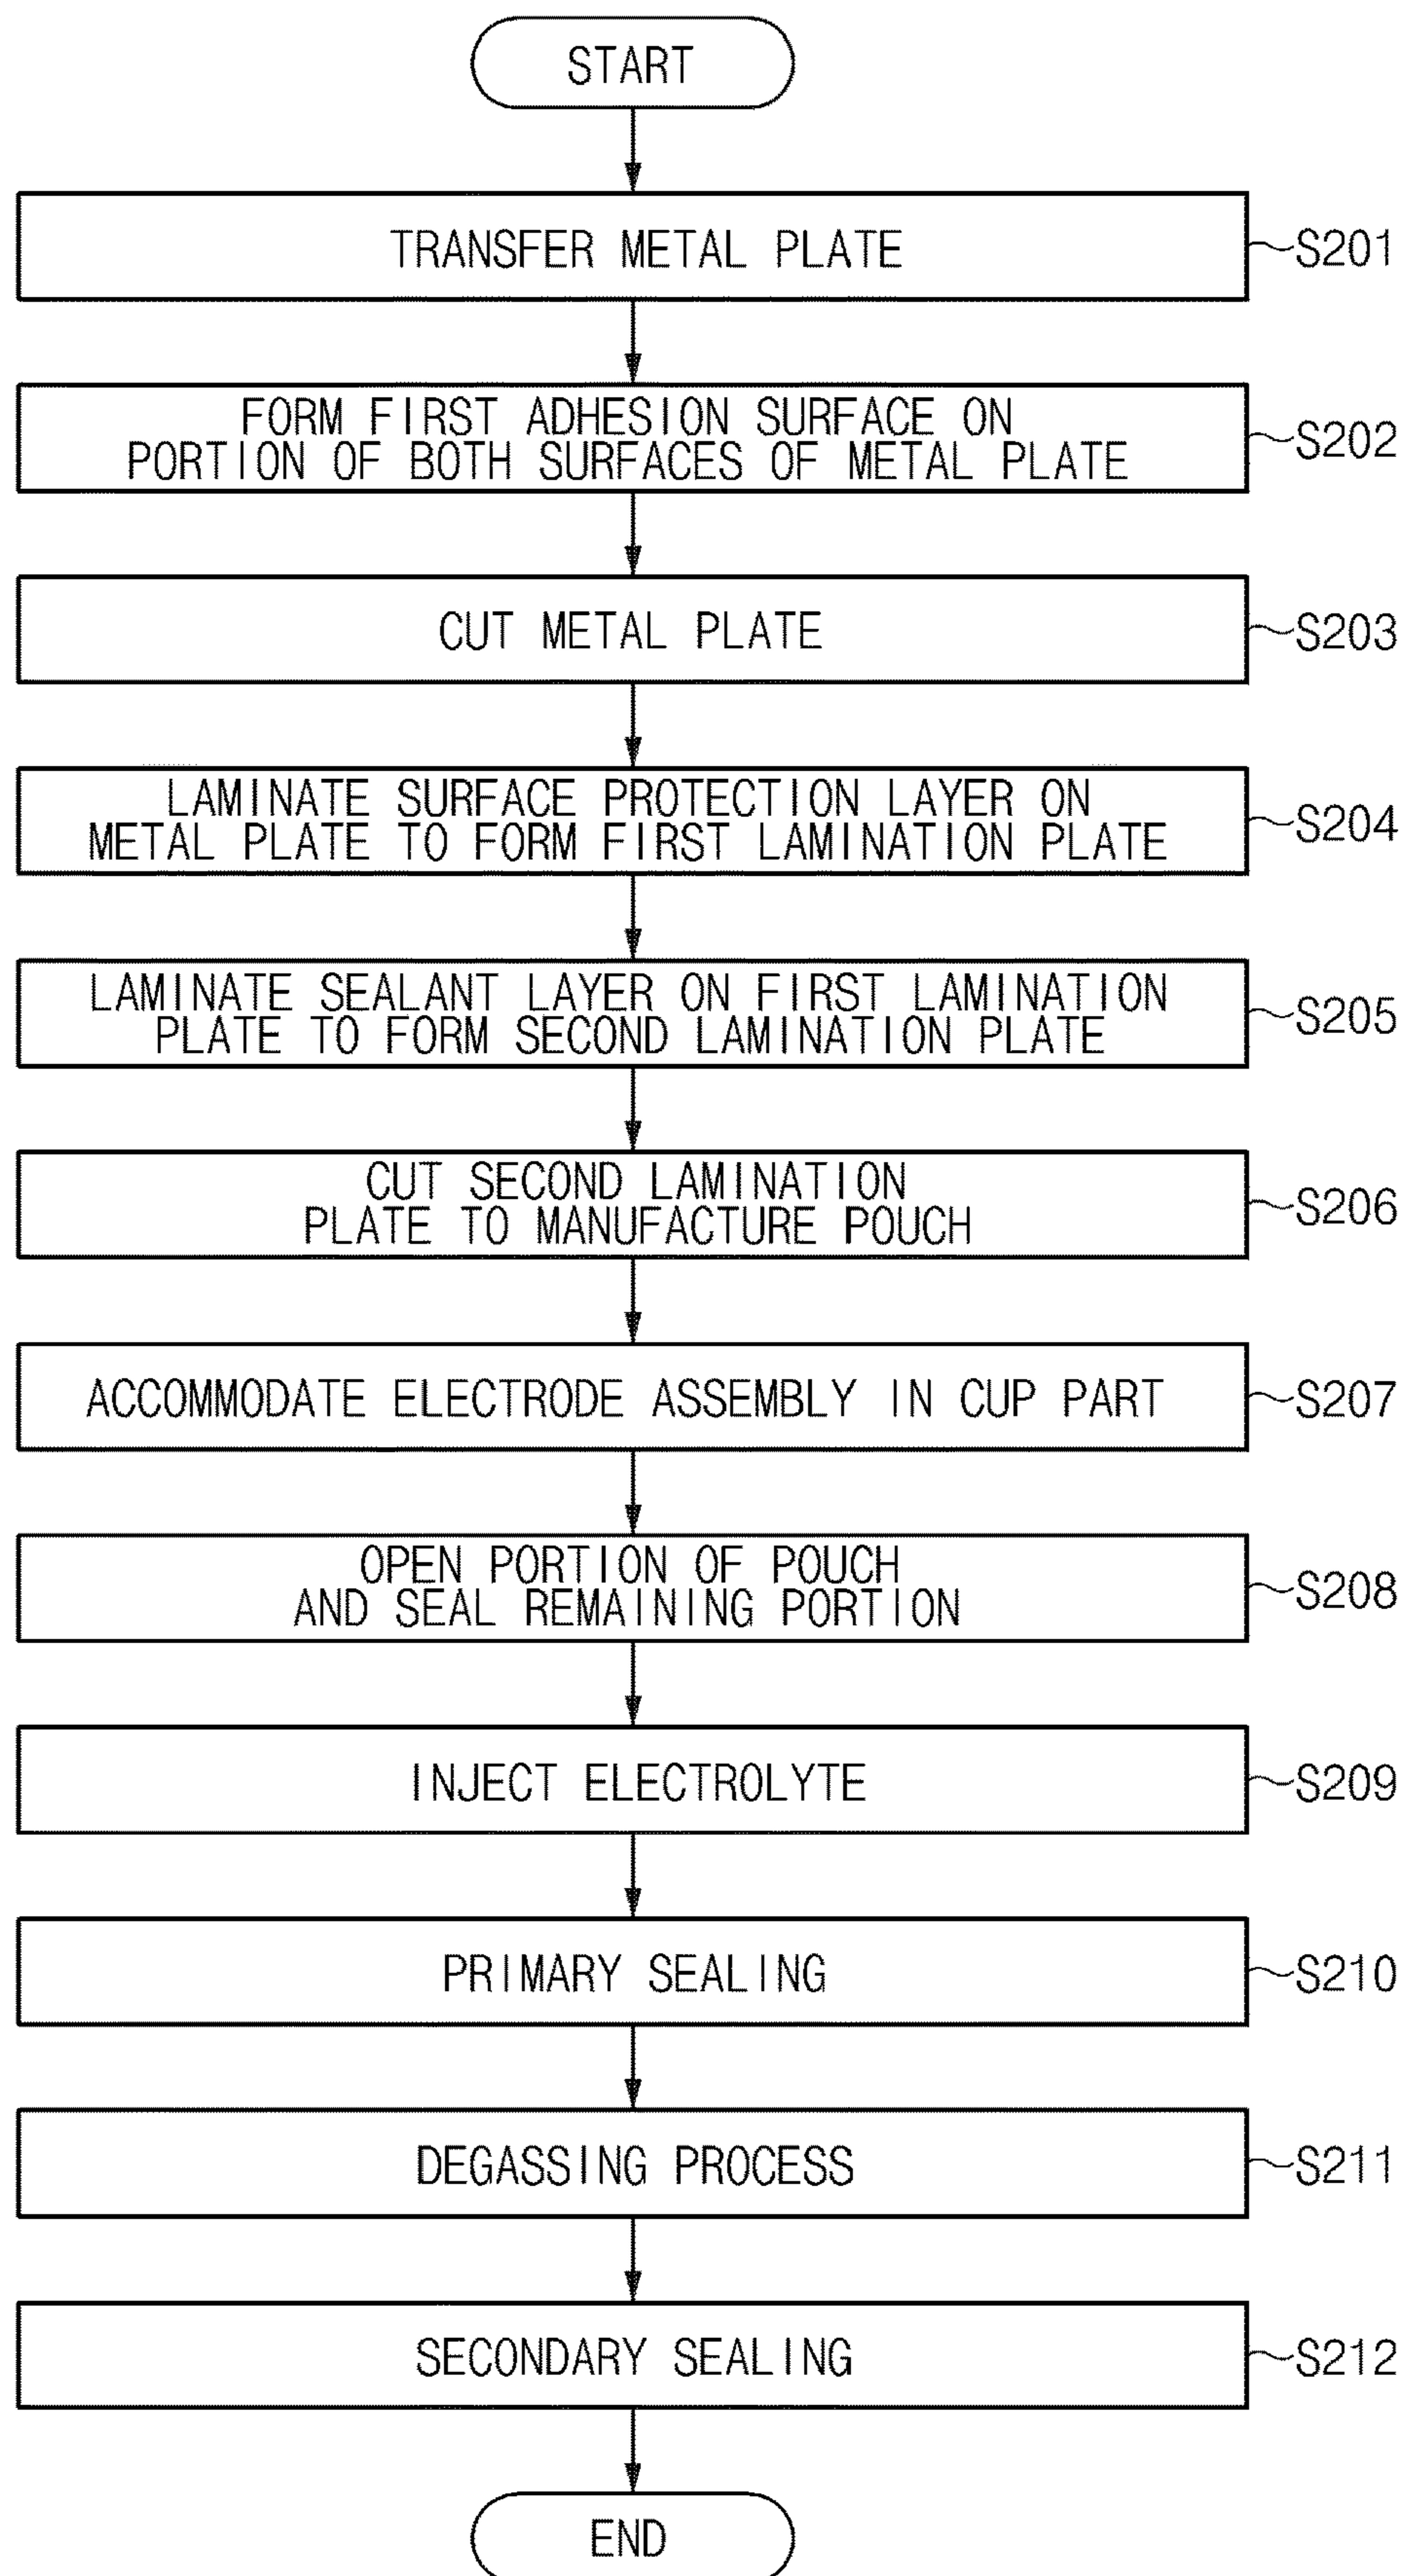 START
TRANSFER METAL PLATE
S201
FORM FIRST ADHESION SURFACE ON
PORTION OF BOTH SURFACES OF METAL PLATE
S202
CUT METAL PLATE
S203
LAMINATE SURFACE PROTECTION LAYER ON
METAL PLATE TO FORM FIRST LAMINATION PLATE
S204
LAMINATE SEALANT LAYER ON FIRST LAMINATION
PLATE TO FORM SECOND LAMINATION PLATE
S205
CUT SECOND LAMINATION
PLATE TO MANUFACTURE POUCH
S206
ACCOMMODATE ELECTRODE ASSEMBLY IN CUP PART
S207
OPEN PORTION OF POUCH
AND SEAL REMAINING PORTION
S208
INJECT ELECTROLYTE
S209
PRIMARY SEALING
S210
DEGASSING PROCESS
S211
SECONDARY SEALING
S212
END